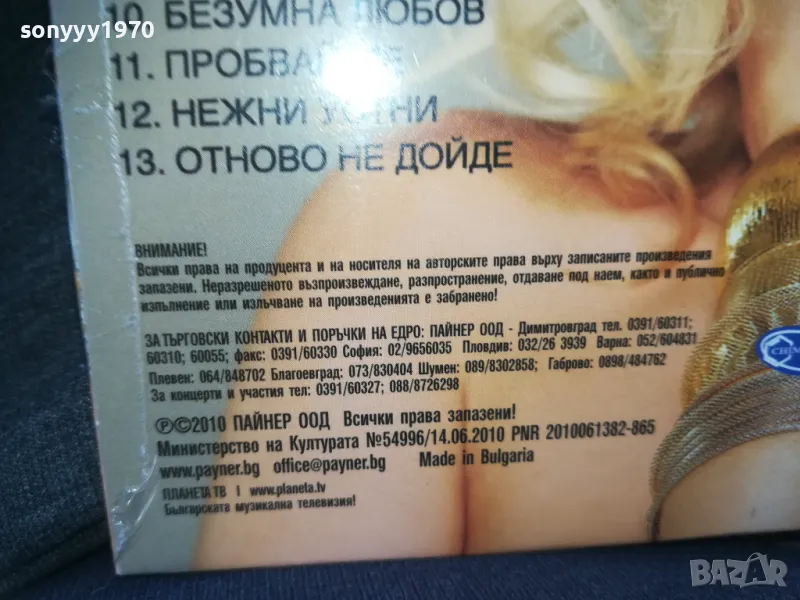 sonyyy1970
10. БЕЗУМНА ЛЮБОВ
11.
12. НЕЖНИ
13. ОТНОВО НЕ ДОЙДЕ
ВНИМАНИЕ!
Всички права на продуцента и на носителя на авторските права върху записаните произведения
запазени. Неразрешеното възпроизвеждане, разпространение, отдаване под наем, както и публично
изпълнение или излъчване на произведенията е забранено!
ЗА ТЪРГОВСКИ КОНТАКТИ И ПОРЪЧКИ НА ЕДРО: ПАЙНЕР ООД - Димитровград тел. 0391/60311;
60310; 60055; факс: 0391/60330 София: 02/9656035 Пловдив: 032/26 3939 Варна: 052/604831
Плевен: 064/848702 Благоевград: 073/830404 Шумен: 089/8302858; Габрово: 0898/484762
За концерти и участия тел: 0391/60327; 088/8726298
Ⓟ©2010 ПАЙНЕР ООД Всички права запазени!
Министерство на Културата №54996/14.06.2010 PNR 2010061382-865
www.payner.bg office@payner.bg Made in Bulgaria
ПЛАНЕТА ТВ | www.planeta.tv
Българската музикална телевизия!
BAZAR